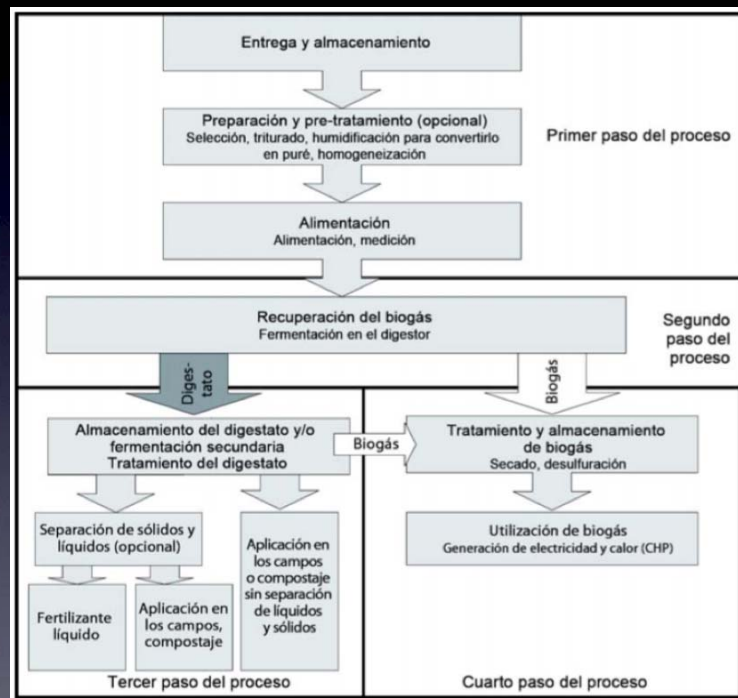 Entrega y almacenamiento
Preparación y pre-tratamiento (opcional)
Selección, triturado, humidificación para convertirlo
en puré, homogeneización
Primer paso del proceso
Alimentación
Alimentación, medición
Recuperación del biogás
Fermentación en el digestor
Segundo
paso del
proceso
Diges-
tato
Biogás
Almacenamiento del digestato y/o
fermentación secundaria
Tratamiento del digestato
Biogás
Tratamiento y almacenamiento
de biogás
Secado, desulfuración
Separación de sólidos y
líquidos (opcional)
Aplicación en
los campos
o compostaje
sin separación
de líquidos
y sólidos
Utilización de biogás
Generación de electricidad y calor (CHP)
Fertilizante
líquido
Aplicación en
los campos,
compostaje
Tercer paso del proceso
Cuarto paso del proceso